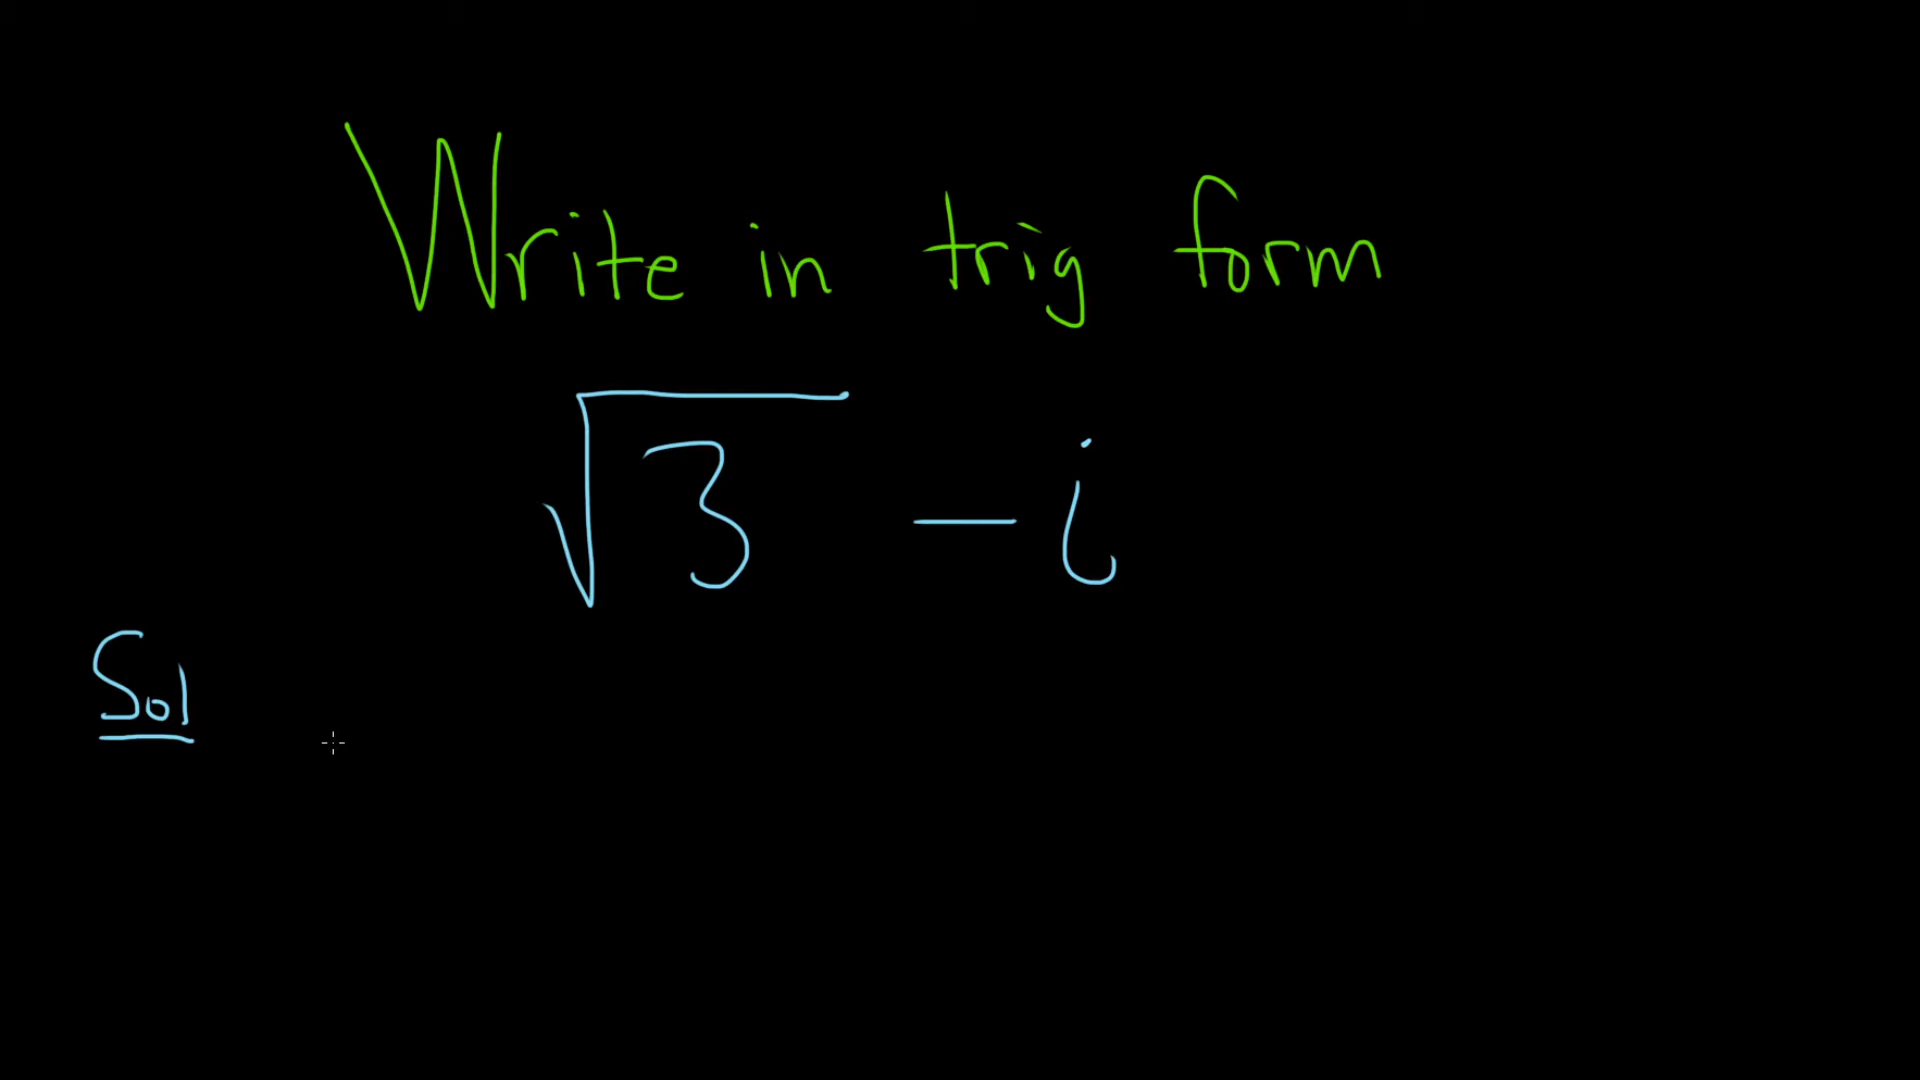 Write in trig form
√3 - i
Sol